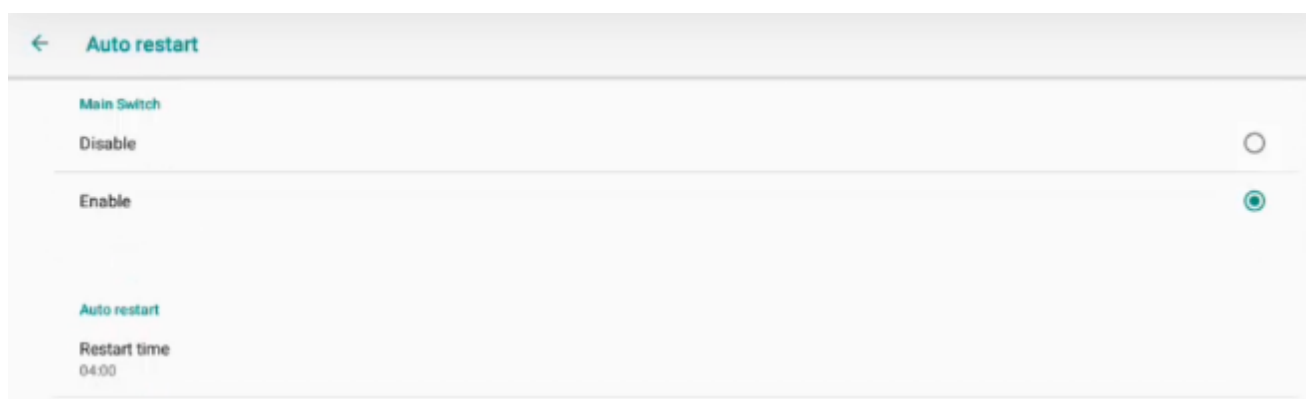 Auto restart
Main Switch
Disable
Enable
Auto restart
Restart time
04:00